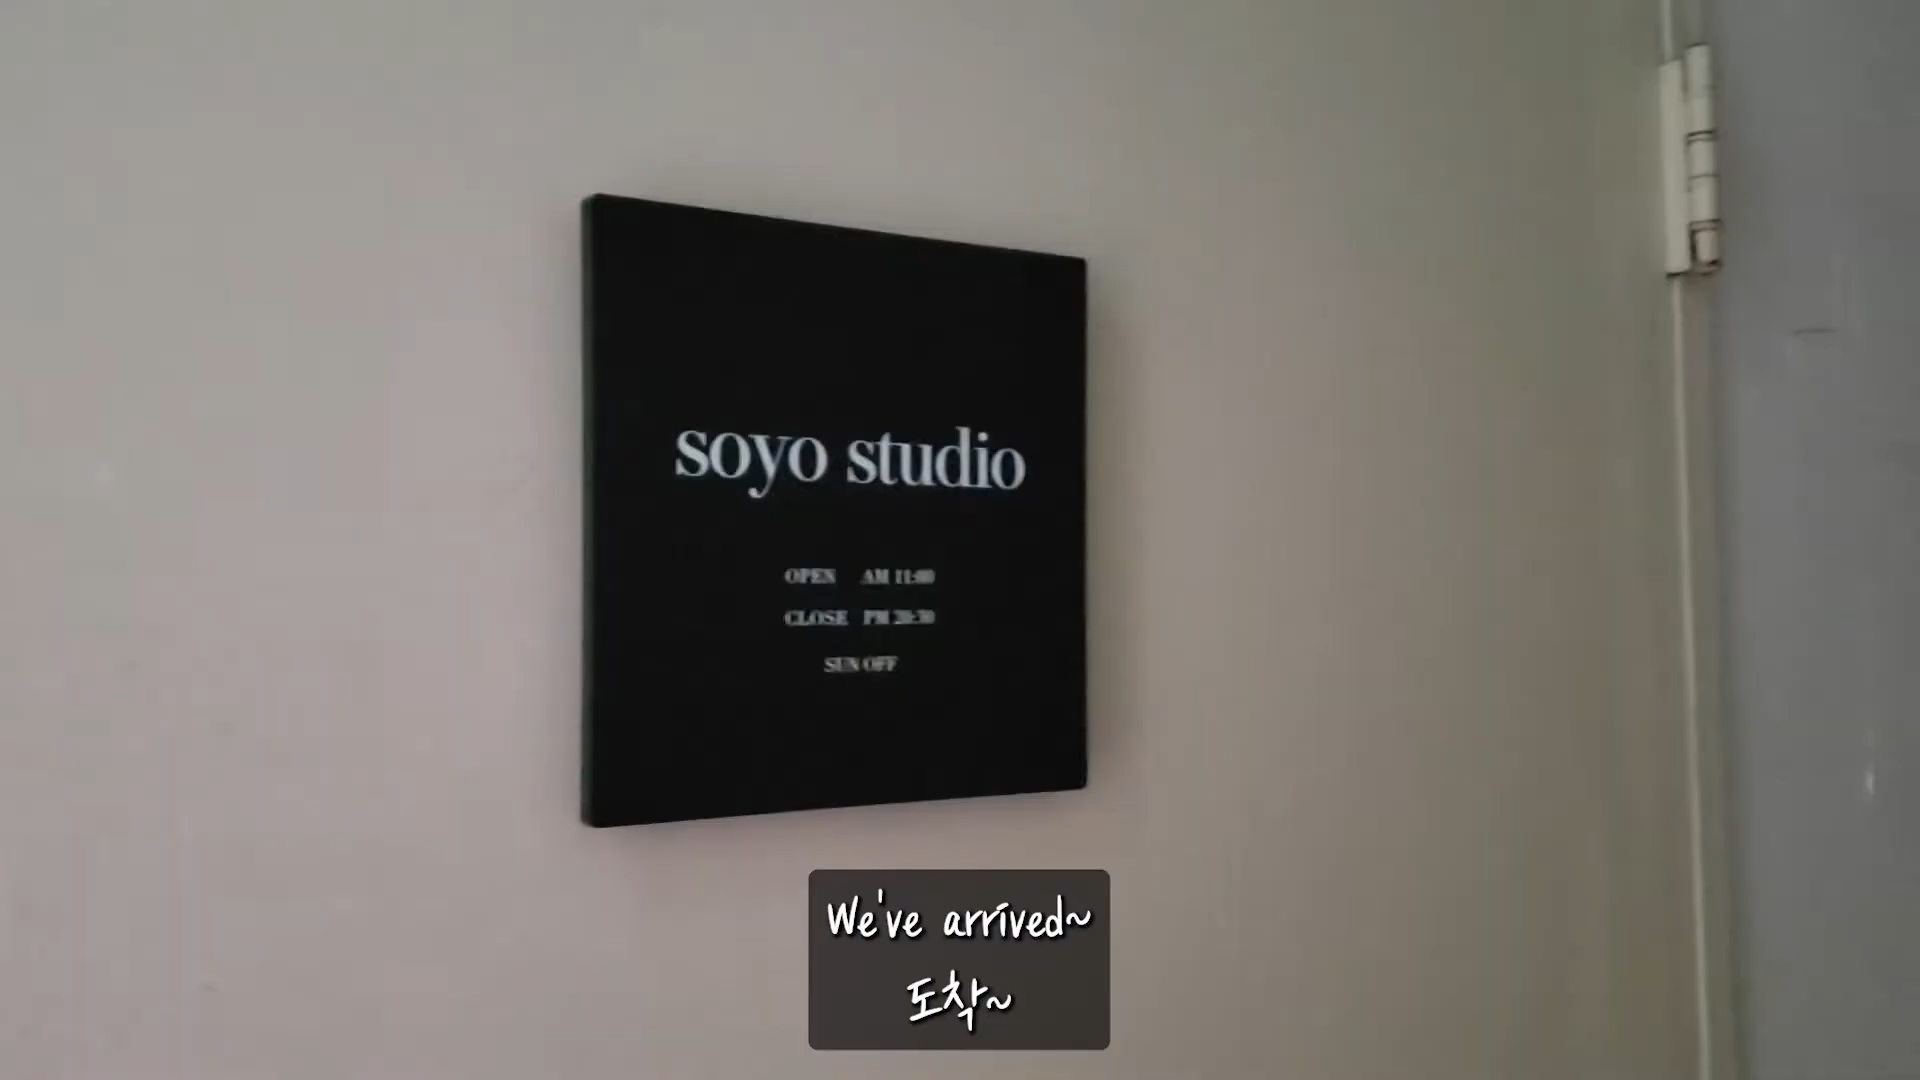 soyo studio
OPEN AM 11:00
CLOSE PM 20:30
SUN OFF
We've arrived~
도착~